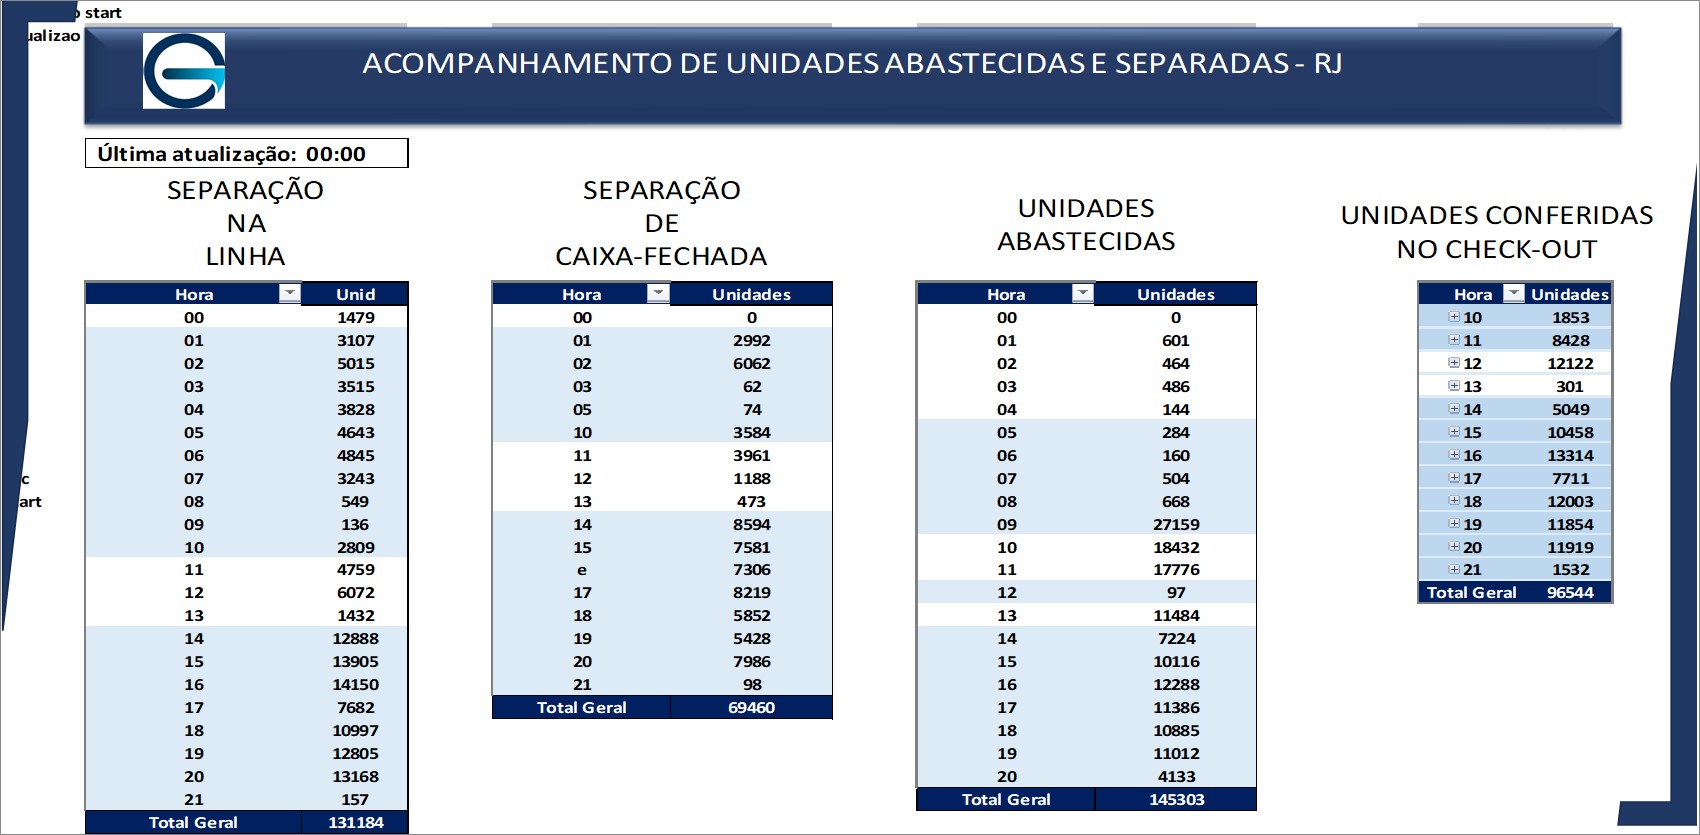 start
ualizao
ACOMPANHAMENTO DE UNIDADES ABASTECIDAS E SEPARADAS - RJ
Última atualização: 00:00
SEPARAÇÃO
NA
LINHA
Hora Unid
00 1479
01 3107
02 5015
03 3515
04 3828
05 4643
06 4845
07 3243
08 549
09 136
10 2809
11 4759
12 6072
13 1432
14 12888
15 13905
16 14150
17 7682
18 10997
19 12805
20 13168
21 157
Total Geral 131184
SEPARAÇÃO
DE
CAIXA-FECHADA
Hora Unidades
00 0
01 2992
02 6062
03 62
05 74
10 3584
11 3961
12 1188
13 473
14 8594
15 7581
e 7306
17 8219
18 5852
19 5428
20 7986
21 98
Total Geral 69460
UNIDADES
ABASTECIDAS
Hora Unidades
00 0
01 601
02 464
03 486
04 144
05 284
06 160
07 504
08 668
09 27159
10 18432
11 17776
12 97
13 11484
14 7224
15 10116
16 12288
17 11386
18 10885
19 11012
20 4133
Total Geral 145303
UNIDADES CONFERIDAS
NO CHECK-OUT
Hora Unidades
10 1853
11 8428
12 12122
13 301
14 5049
15 10458
16 13314
17 7711
18 12003
19 11854
20 11919
21 1532
Total Geral 96544
c
art